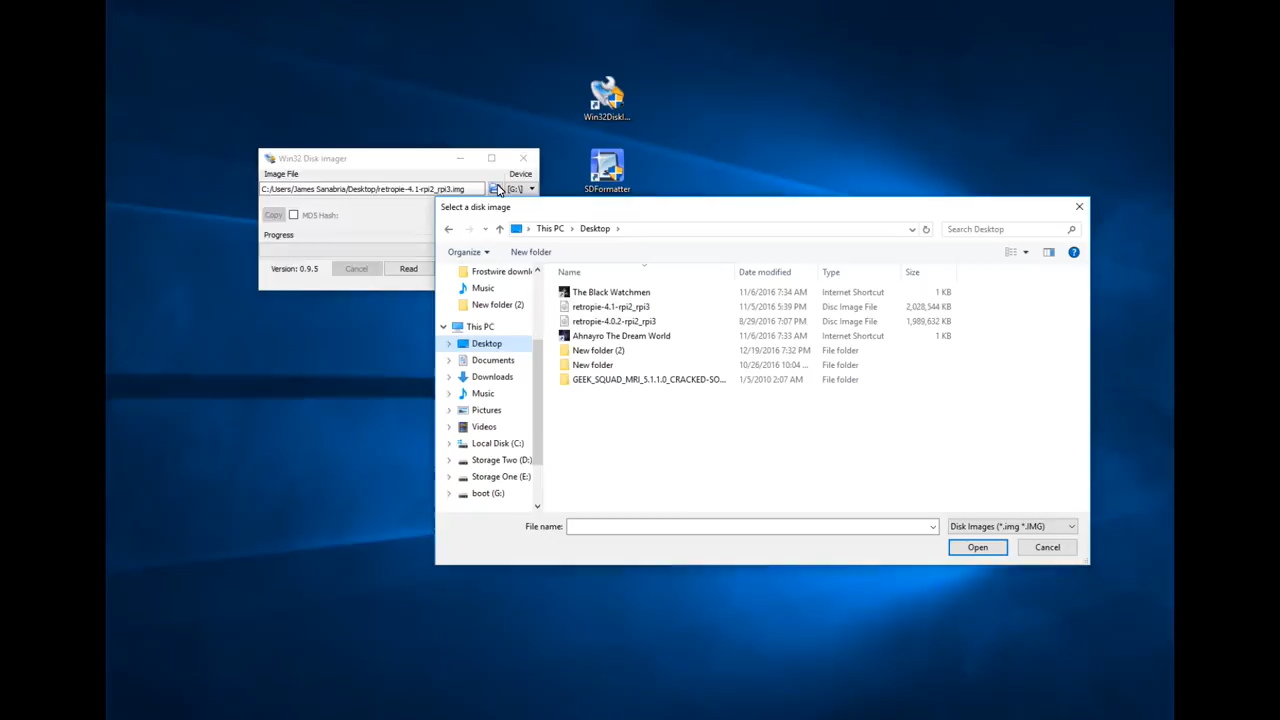 Win32DiskI...
SDFormatter
Win32 Disk Imager
Image File
Device
C:/Users/James Sanabria/Desktop/retropie-4.1-rpi2_rpi3.img
[G:\]
Copy
MD5 Hash:
Progress
Version: 0.9.5
Cancel
Read
Select a disk image
This PC
Desktop
Search Desktop
Organize
New folder
Name
Date modified
Type
Size
Frostwire downl
Music
New folder (2)
This PC
Desktop
Documents
Downloads
Music
Pictures
Videos
Local Disk (C:)
Storage Two (D:)
Storage One (E:)
boot (G:)
The Black Watchmen 11/6/2016 7:34 AM Internet Shortcut 1 KB
retropie-4.1-rpi2_rpi3 11/5/2016 5:39 PM Disc Image File 2,028,544 KB
retropie-4.0.2-rpi2_rpi3 8/29/2016 7:07 PM Disc Image File 1,989,632 KB
Ahnayro The Dream World 11/6/2016 7:33 AM Internet Shortcut 1 KB
New folder (2) 12/19/2016 7:32 PM File folder
New folder 10/26/2016 10:04 ... File folder
GEEK_SQUAD_MRI_5.1.1.0_CRACKED-SO... 1/5/2010 2:07 AM File folder
File name:
Disk Images (*.img *.IMG)
Open
Cancel